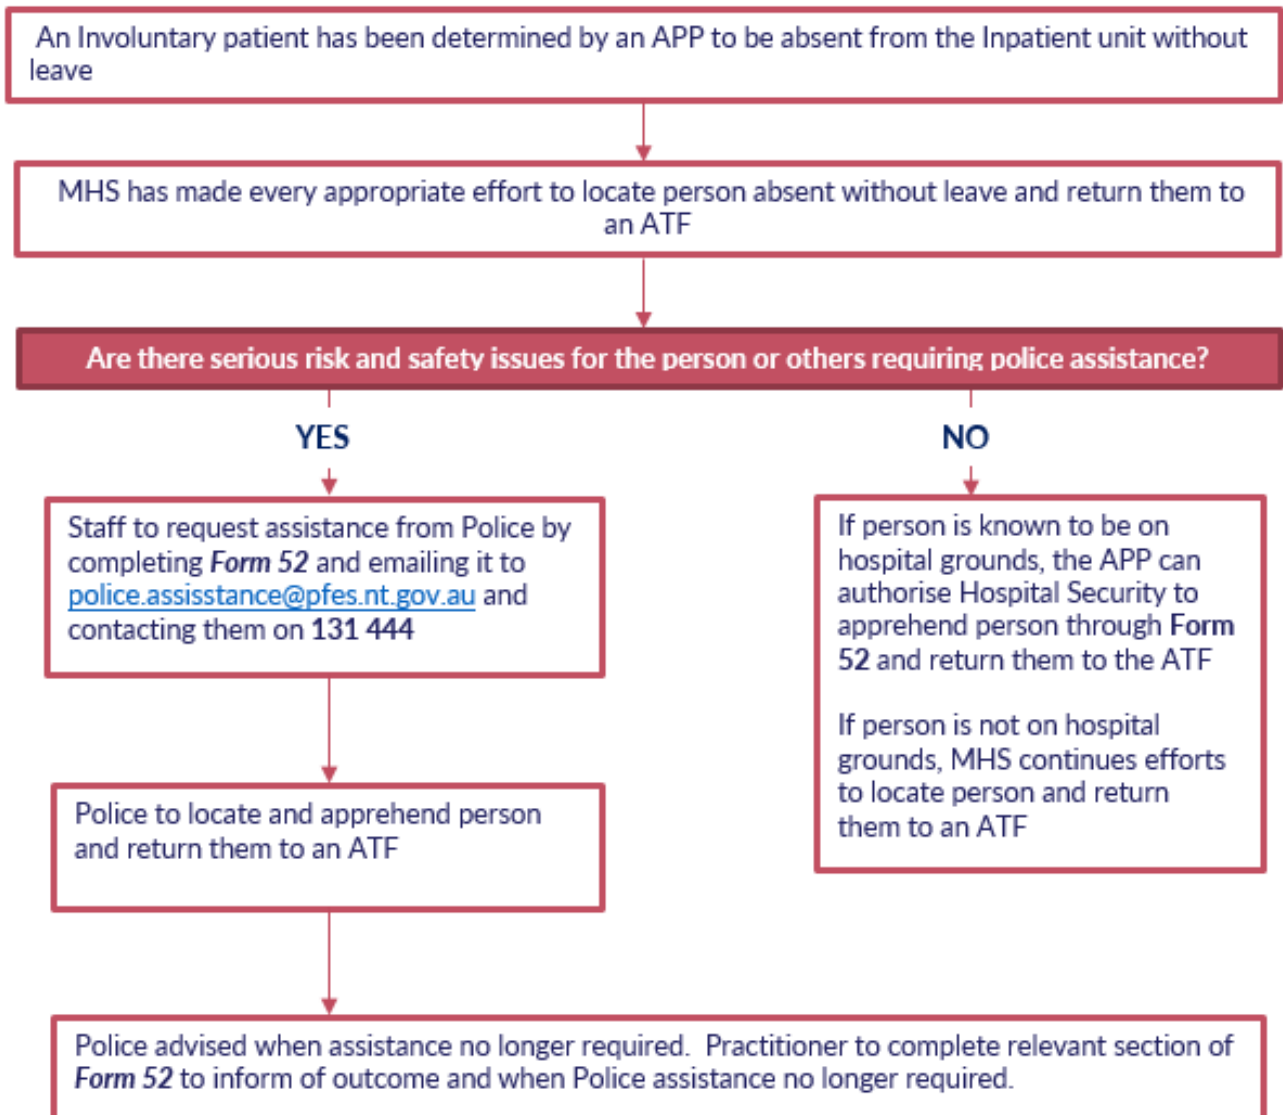 An Involuntary patient has been determined by an APP to be absent from the Inpatient unit without
leave
MHS has made every appropriate effort to locate person absent without leave and return them to
an ATF
Are there serious risk and safety issues for the person or others requiring police assistance?
YES
Staff to request assistance from Police by
completing Form 52 and emailing it to
police.assisstance@pfes.nt.gov.au and
contacting them on 131 444
Police to locate and apprehend person
and return them to an ATF
NO
If person is known to be on
hospital grounds, the APP can
authorise Hospital Security to
apprehend person through Form
52 and return them to the ATF
If person is not on hospital
grounds, MHS continues efforts
to locate person and return
them to an ATF
Police advised when assistance no longer required.  Practitioner to complete relevant section of
Form 52 to inform of outcome and when Police assistance no longer required.